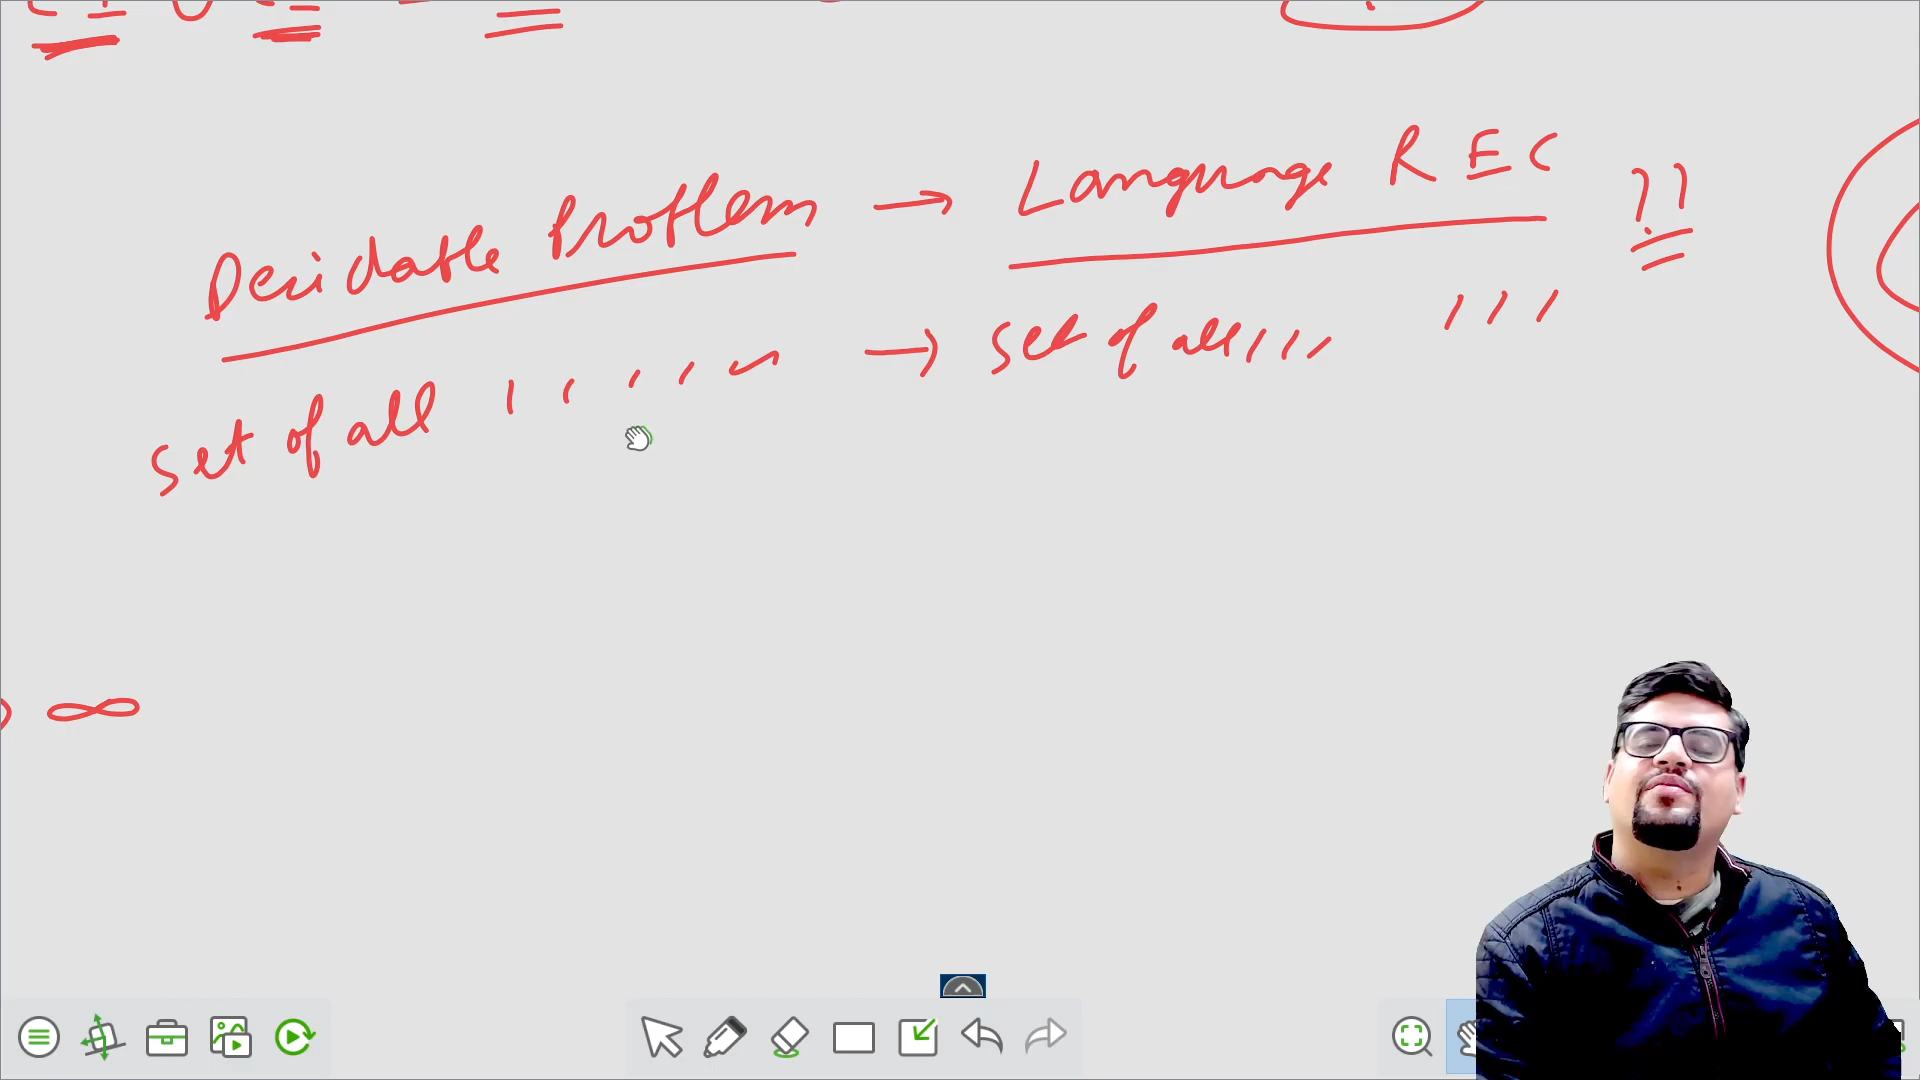 Decidable Problem → Language REC ??
Set of all ,,,,, → Set of all ,,, ,,,
∞